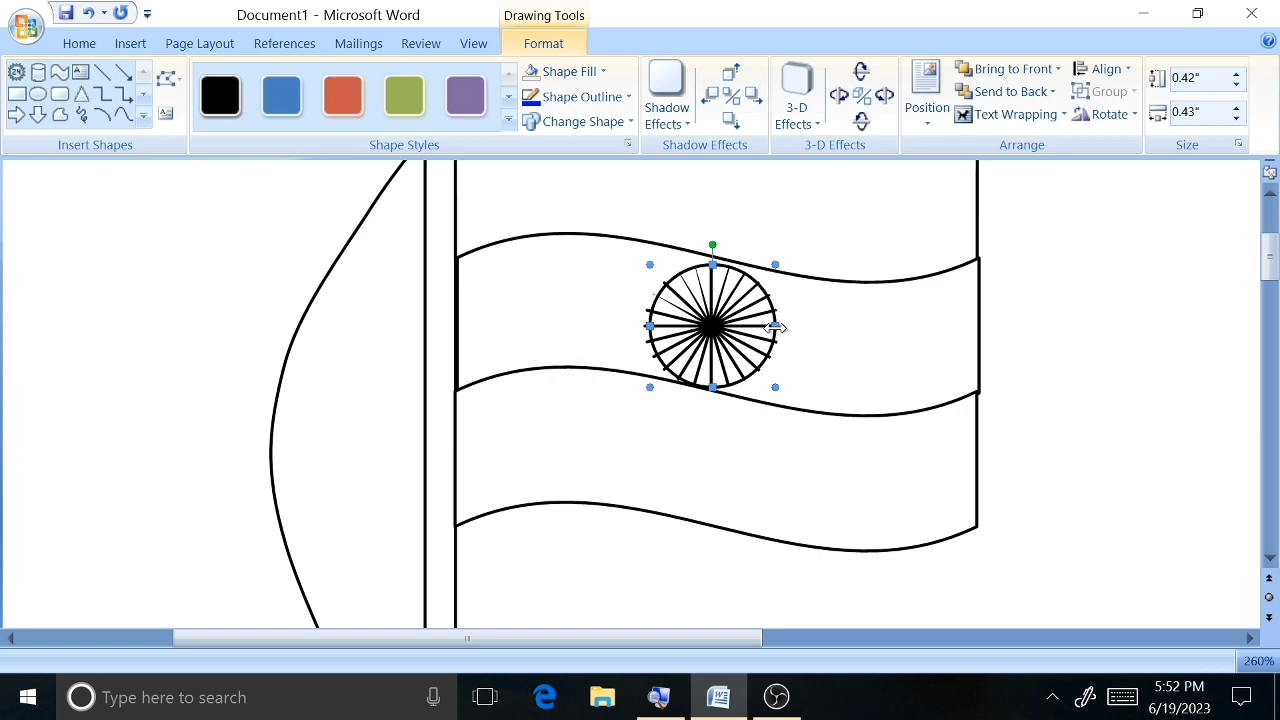 Document1 - Microsoft Word
Drawing Tools
Home
Insert
Page Layout
References
Mailings
Review
View
Format
Shape Fill
Shape Outline
Change Shape
Shadow
Effects
3-D
Effects
Position
Bring to Front
Send to Back
Text Wrapping
Align
Group
Rotate
0.42"
0.43"
Insert Shapes
Shape Styles
Shadow Effects
3-D Effects
Arrange
Size
260%
Type here to search
5:52 PM
6/19/2023